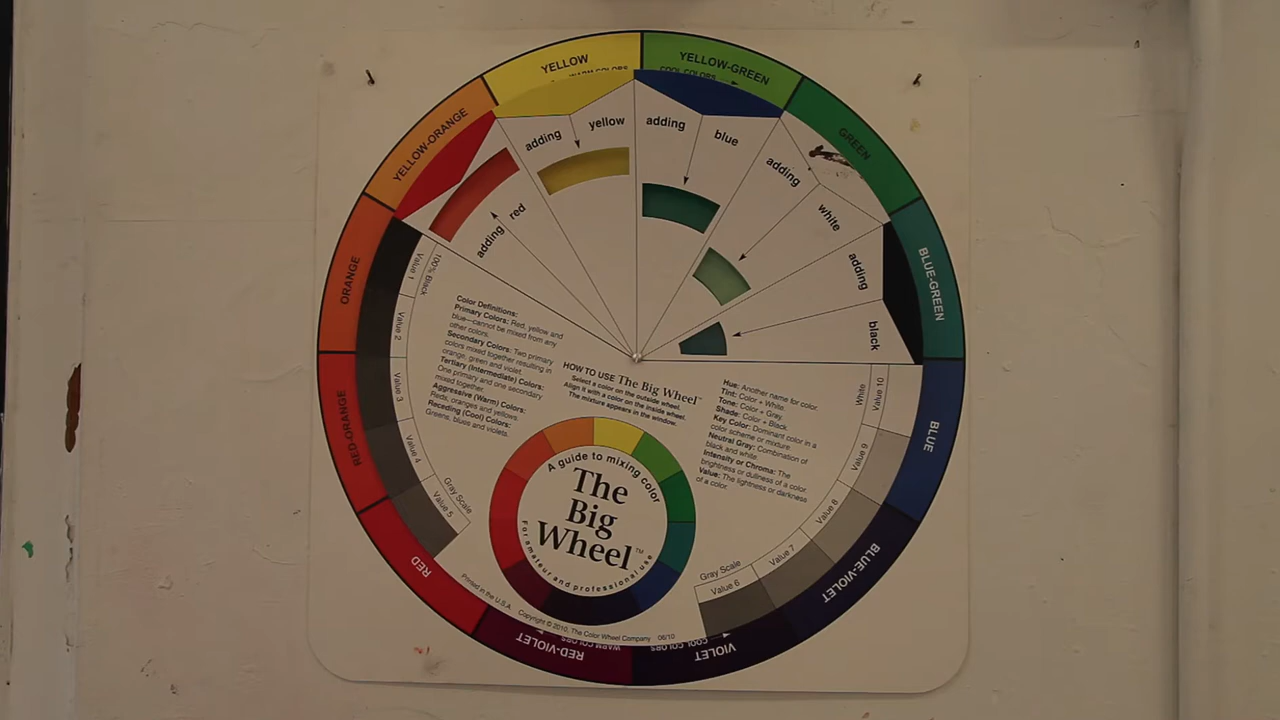 YELLOW
YELLOW-GREEN
GREEN
BLUE-GREEN
BLUE
BLUE-VIOLET
VIOLET
RED-VIOLET
RED
RED-ORANGE
ORANGE
YELLOW-ORANGE
WARM COLORS
COOL COLORS
adding red
adding yellow
adding blue
adding white
adding black
100% Black
Value 1
Value 2
Value 3
Value 4
Value 5
Gray Scale
Color Definitions:
Primary Colors: Red, yellow and
blue—cannot be mixed from any
other colors.
Secondary Colors: Two primary
colors mixed together resulting in
orange, green and violet.
Tertiary (Intermediate) Colors:
One primary and one secondary
mixed together.
Aggressive (Warm) Colors:
Reds, oranges and yellows.
Receding (Cool) Colors:
Greens, blues and violets.
HOW TO USE The Big Wheel™
Select a color on the outside wheel.
Align it with a color on the inside wheel.
The mixture appears in the window.
Hue: Another name for color.
Tint: Color + White.
Tone: Color + Gray.
Shade: Color + Black.
Key Color: Dominant color in a
color scheme or mixture
Neutral Gray: Combination of
black and white.
Intensity or Chroma: The
brightness or dullness of a color
Value: The lightness or darkness
of a color.
White
Value 10
Value 9
Value 8
Value 7
Value 6
Gray Scale
A guide to mixing color
The
Big
Wheel™
For amateur and professional use
Printed in the U.S.A.
Copyright © 2010, The Color Wheel Company
06/10
WARM COLORS
COOL COLORS